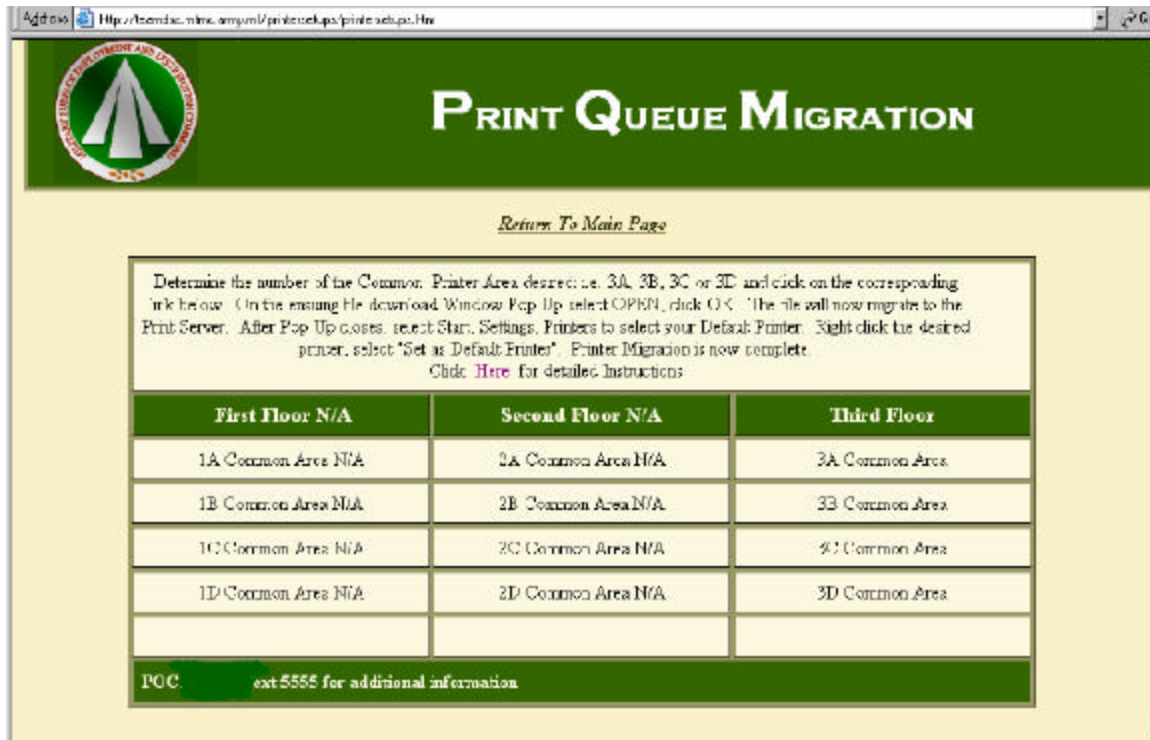 Address
PRINT QUEUE MIGRATION
Return To Main Page
Determine the number of the Common Printer Area desired i.e. 3A, 3B, 3C or 3D and click on the corresponding
link below. On the ensuing file download Window Pop Up select OPEN, click OK. The file will now migrate to the
Print Server. After Pop Up closes, select Start, Settings, Printers to select your Default Printer. Right click the desired
printer, select "Set as Default Printer". Printer Migration is now complete.
Click Here for detailed Instructions
First Floor N/A Second Floor N/A Third Floor
1A Common Area N/A 2A Common Area N/A 3A Common Area
1B Common Area N/A 2B Common Area N/A 3B Common Area
1C Common Area N/A 2C Common Area N/A 3C Common Area
1D Common Area N/A 2D Common Area N/A 3D Common Area
POC: ext 5555 for additional information